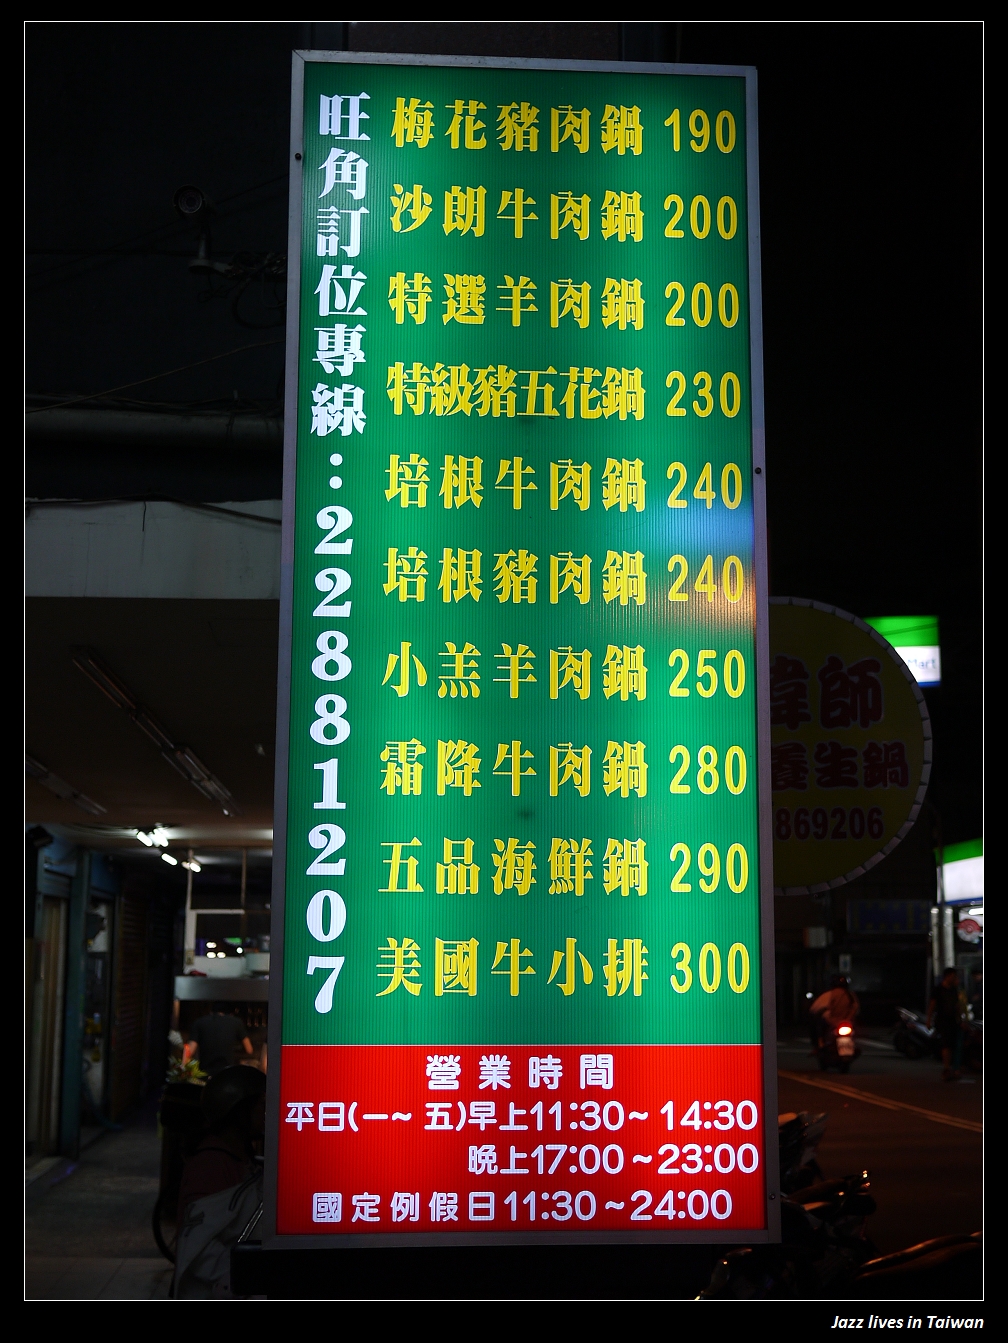 旺角訂位專線:22881207
梅花豬肉鍋 190
沙朗牛肉鍋 200
特選羊肉鍋 200
特級豬五花鍋 230
培根牛肉鍋 240
培根豬肉鍋 240
小羔羊肉鍋 250
霜降牛肉鍋 280
五品海鮮鍋 290
美國牛小排 300
營業時間
平日(一~ 五)早上11:30~ 14:30
晚上17:00~23:00
國定例假日11:30~24:00
師
養生鍋
869206
Jazz lives in Taiwan